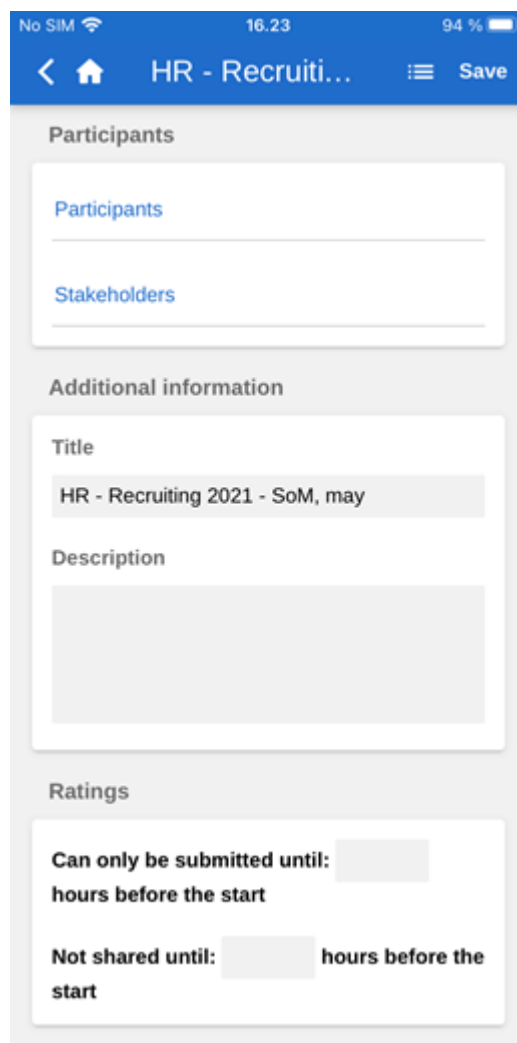 No SIM 16.23 94 %
HR - Recruiti... Save
Participants
Participants
Stakeholders
Additional information
Title
HR - Recruiting 2021 - SoM, may
Description
Ratings
Can only be submitted until:
hours before the start
Not shared until: hours before the
start